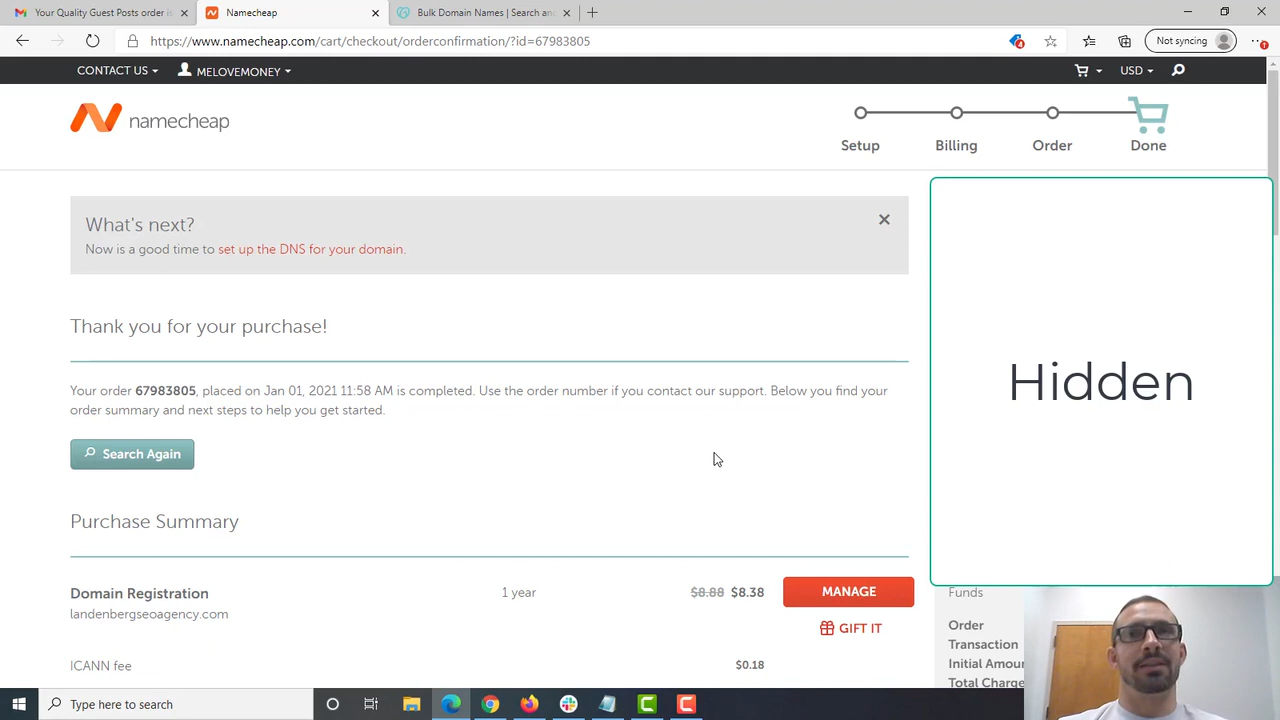 Your Quality Guest Posts order is
Namecheap
Bulk Domain Names | Search and
https://www.namecheap.com/cart/checkout/orderconfirmation/?id=67983805
4
Not syncing
CONTACT US
MELOVEMONEY
USD
namecheap
Setup
Billing
Order
Done
What's next?
Now is a good time to set up the DNS for your domain.
Thank you for your purchase!
Your order 67983805, placed on Jan 01, 2021 11:58 AM is completed. Use the order number if you contact our support. Below you find your
order summary and next steps to help you get started.
Search Again
Hidden
Purchase Summary
Domain Registration
1 year
$8.88 $8.38
MANAGE
landenbergseoagency.com
GIFT IT
ICANN fee
$0.18
Funds
Order
Transaction
Initial Amou
Total Charge
Type here to search